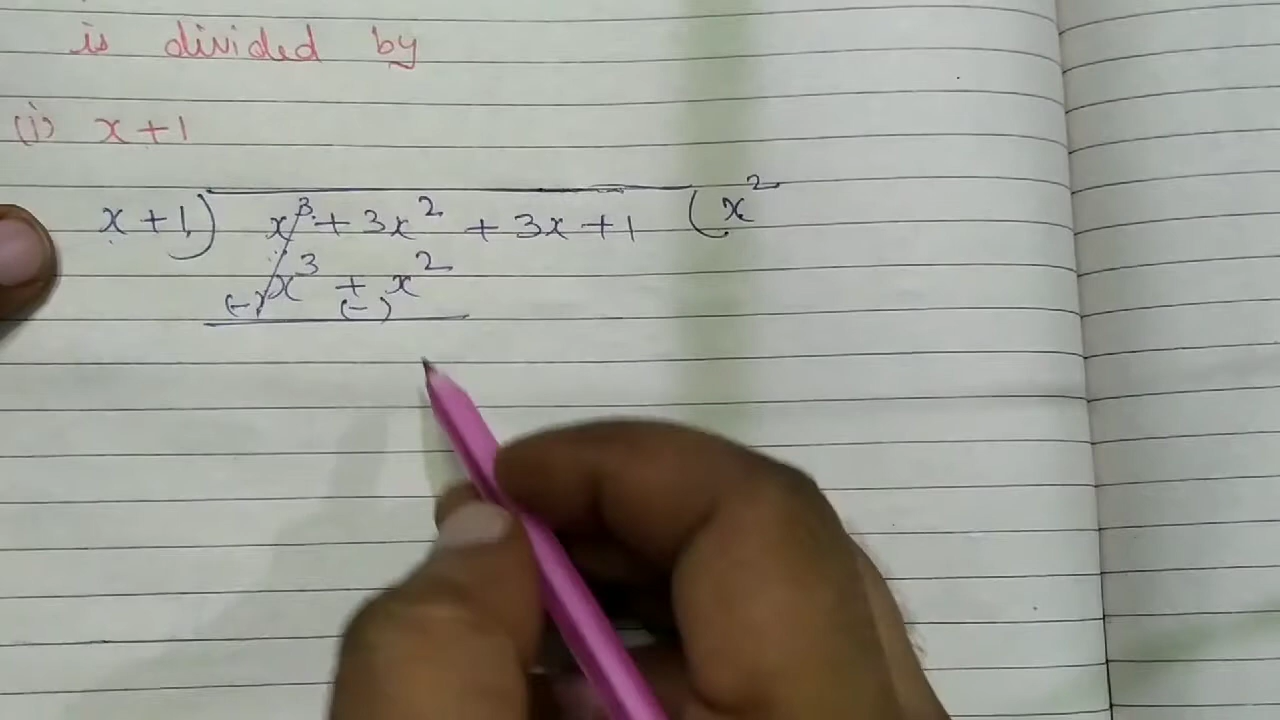 is divided by
(i) x + 1
x + 1) x³ + 3x² + 3x + 1 (x²
x³ + x²
(-) (-)